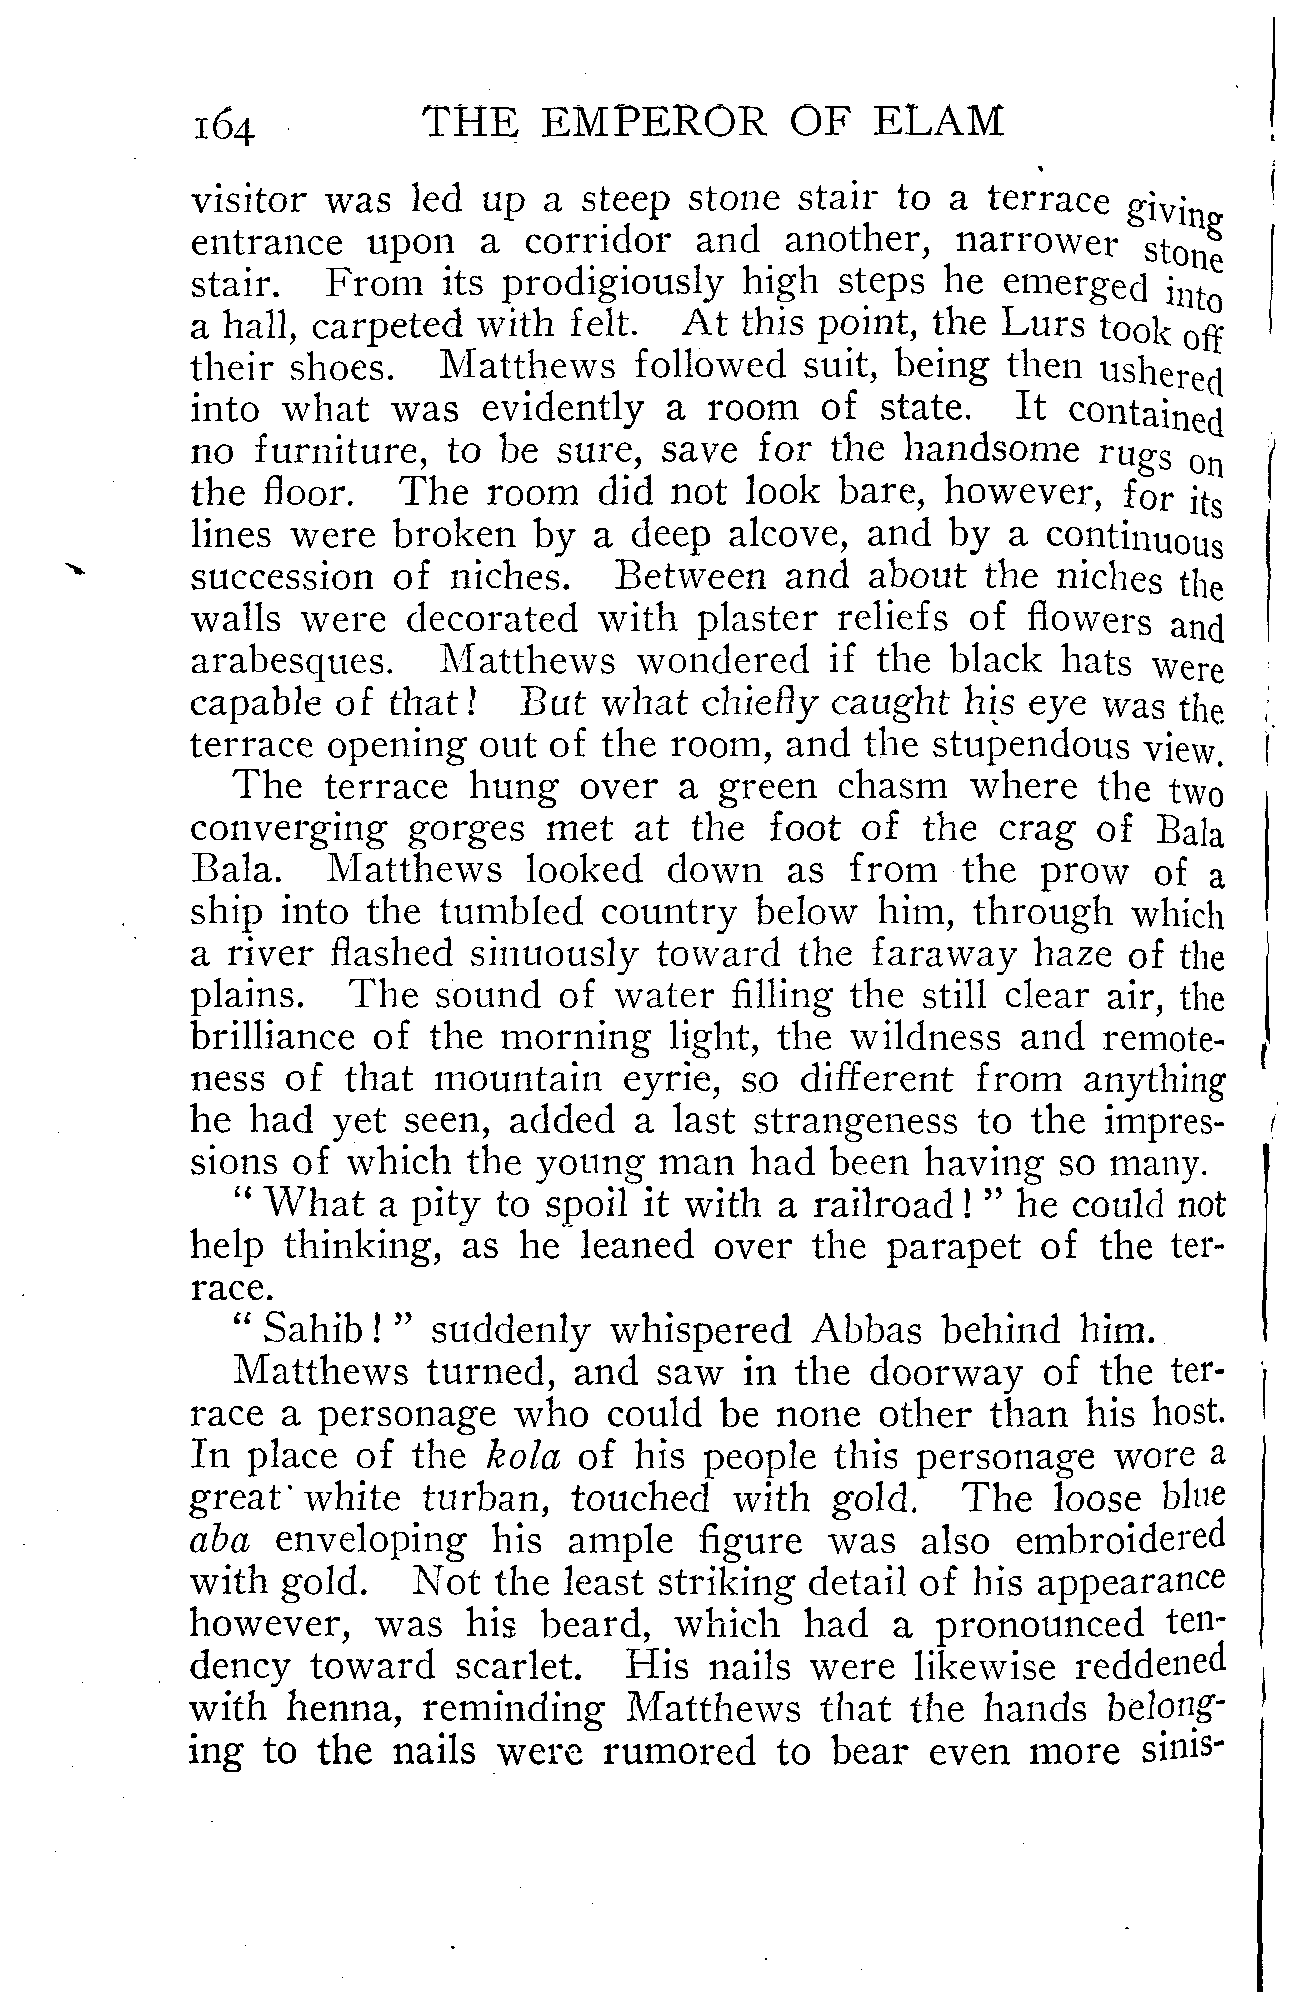 164 THE EMPEROR OF ELAM
visitor was led up a steep stone stair to a terrace giving
entrance upon a corridor and another, narrower stone
stair. From its prodigiously high steps he emerged into
a hall, carpeted with felt. At this point, the Lurs took off
their shoes. Matthews followed suit, being then ushered
into what was evidently a room of state. It contained
no furniture, to be sure, save for the handsome rugs on
the floor. The room did not look bare, however, for its
lines were broken by a deep alcove, and by a continuous
succession of niches. Between and about the niches the
walls were decorated with plaster reliefs of flowers and
arabesques. Matthews wondered if the black hats were
capable of that! But what chiefly caught his eye was the
terrace opening out of the room, and the stupendous view.
The terrace hung over a green chasm where the two
converging gorges met at the foot of the crag of Bala
Bala. Matthews looked down as from the prow of a
ship into the tumbled country below him, through which
a river flashed sinuously toward the faraway haze of the
plains. The sound of water filling the still clear air, the
brilliance of the morning light, the wildness and remote-
ness of that mountain eyrie, so different from anything
he had yet seen, added a last strangeness to the impres-
sions of which the young man had been having so many.
“ What a pity to spoil it with a railroad! ” he could not
help thinking, as he leaned over the parapet of the ter-
race.
“ Sahib! ” suddenly whispered Abbas behind him.
Matthews turned, and saw in the doorway of the ter-
race a personage who could be none other than his host.
In place of the kola of his people this personage wore a
great white turban, touched with gold. The loose blue
aba enveloping his ample figure was also embroidered
with gold. Not the least striking detail of his appearance
however, was his beard, which had a pronounced ten-
dency toward scarlet. His nails were likewise reddened
with henna, reminding Matthews that the hands belong-
ing to the nails were rumored to bear even more sinis-